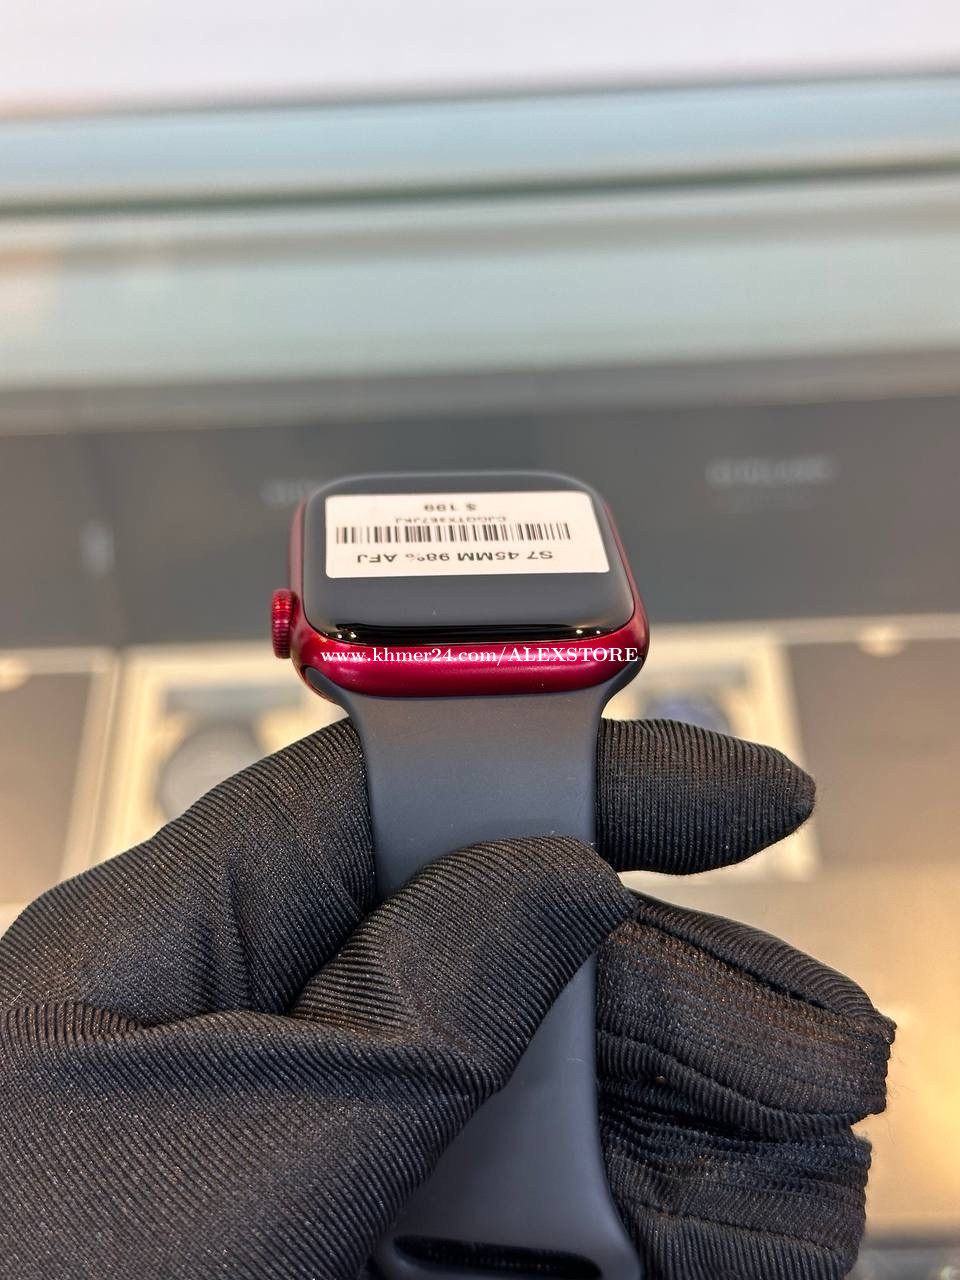 S7 45MM 98% AFJ
$ 199
www.khmer24.com/ALEXSTORE